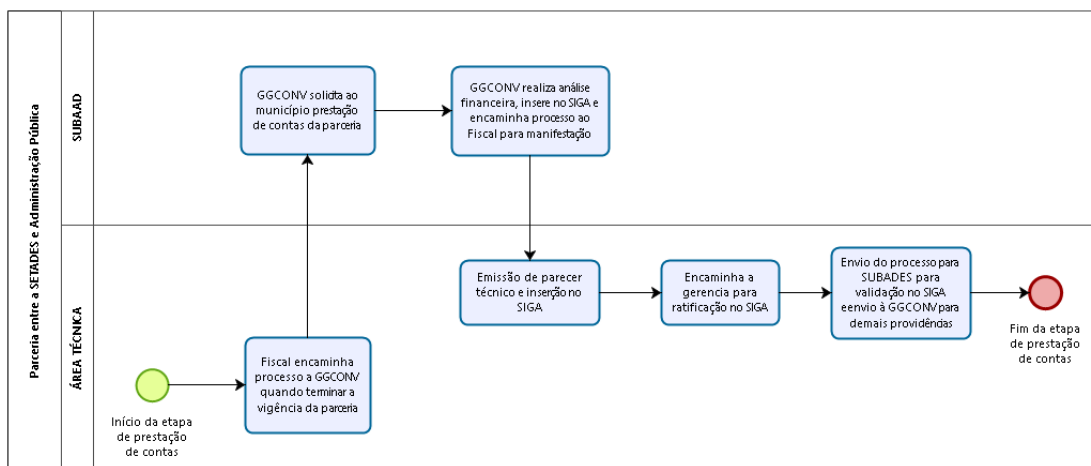 Parceria entre a SETADES e Administração Pública
SUBAAD
GGCONV solicita ao
município prestação
de contas da parceria
GGCONV realiza análise
financeira, insere no SIGA e
encaminha processo ao
Fiscal para manifestação
ÁREA TÉCNICA
Início da etapa
de prestação
de contas
Fiscal encaminha
processo a GGCONV
quando terminar a
vigência da parceria
Emissão de parecer
técnico e inserção no
SIGA
Encaminha a
gerencia para
ratificação no SIGA
Envio do processo para
SUBADES para
validação no SIGA
eenvio à GGCONV para
demais providências
Fim da etapa
de prestação
de contas